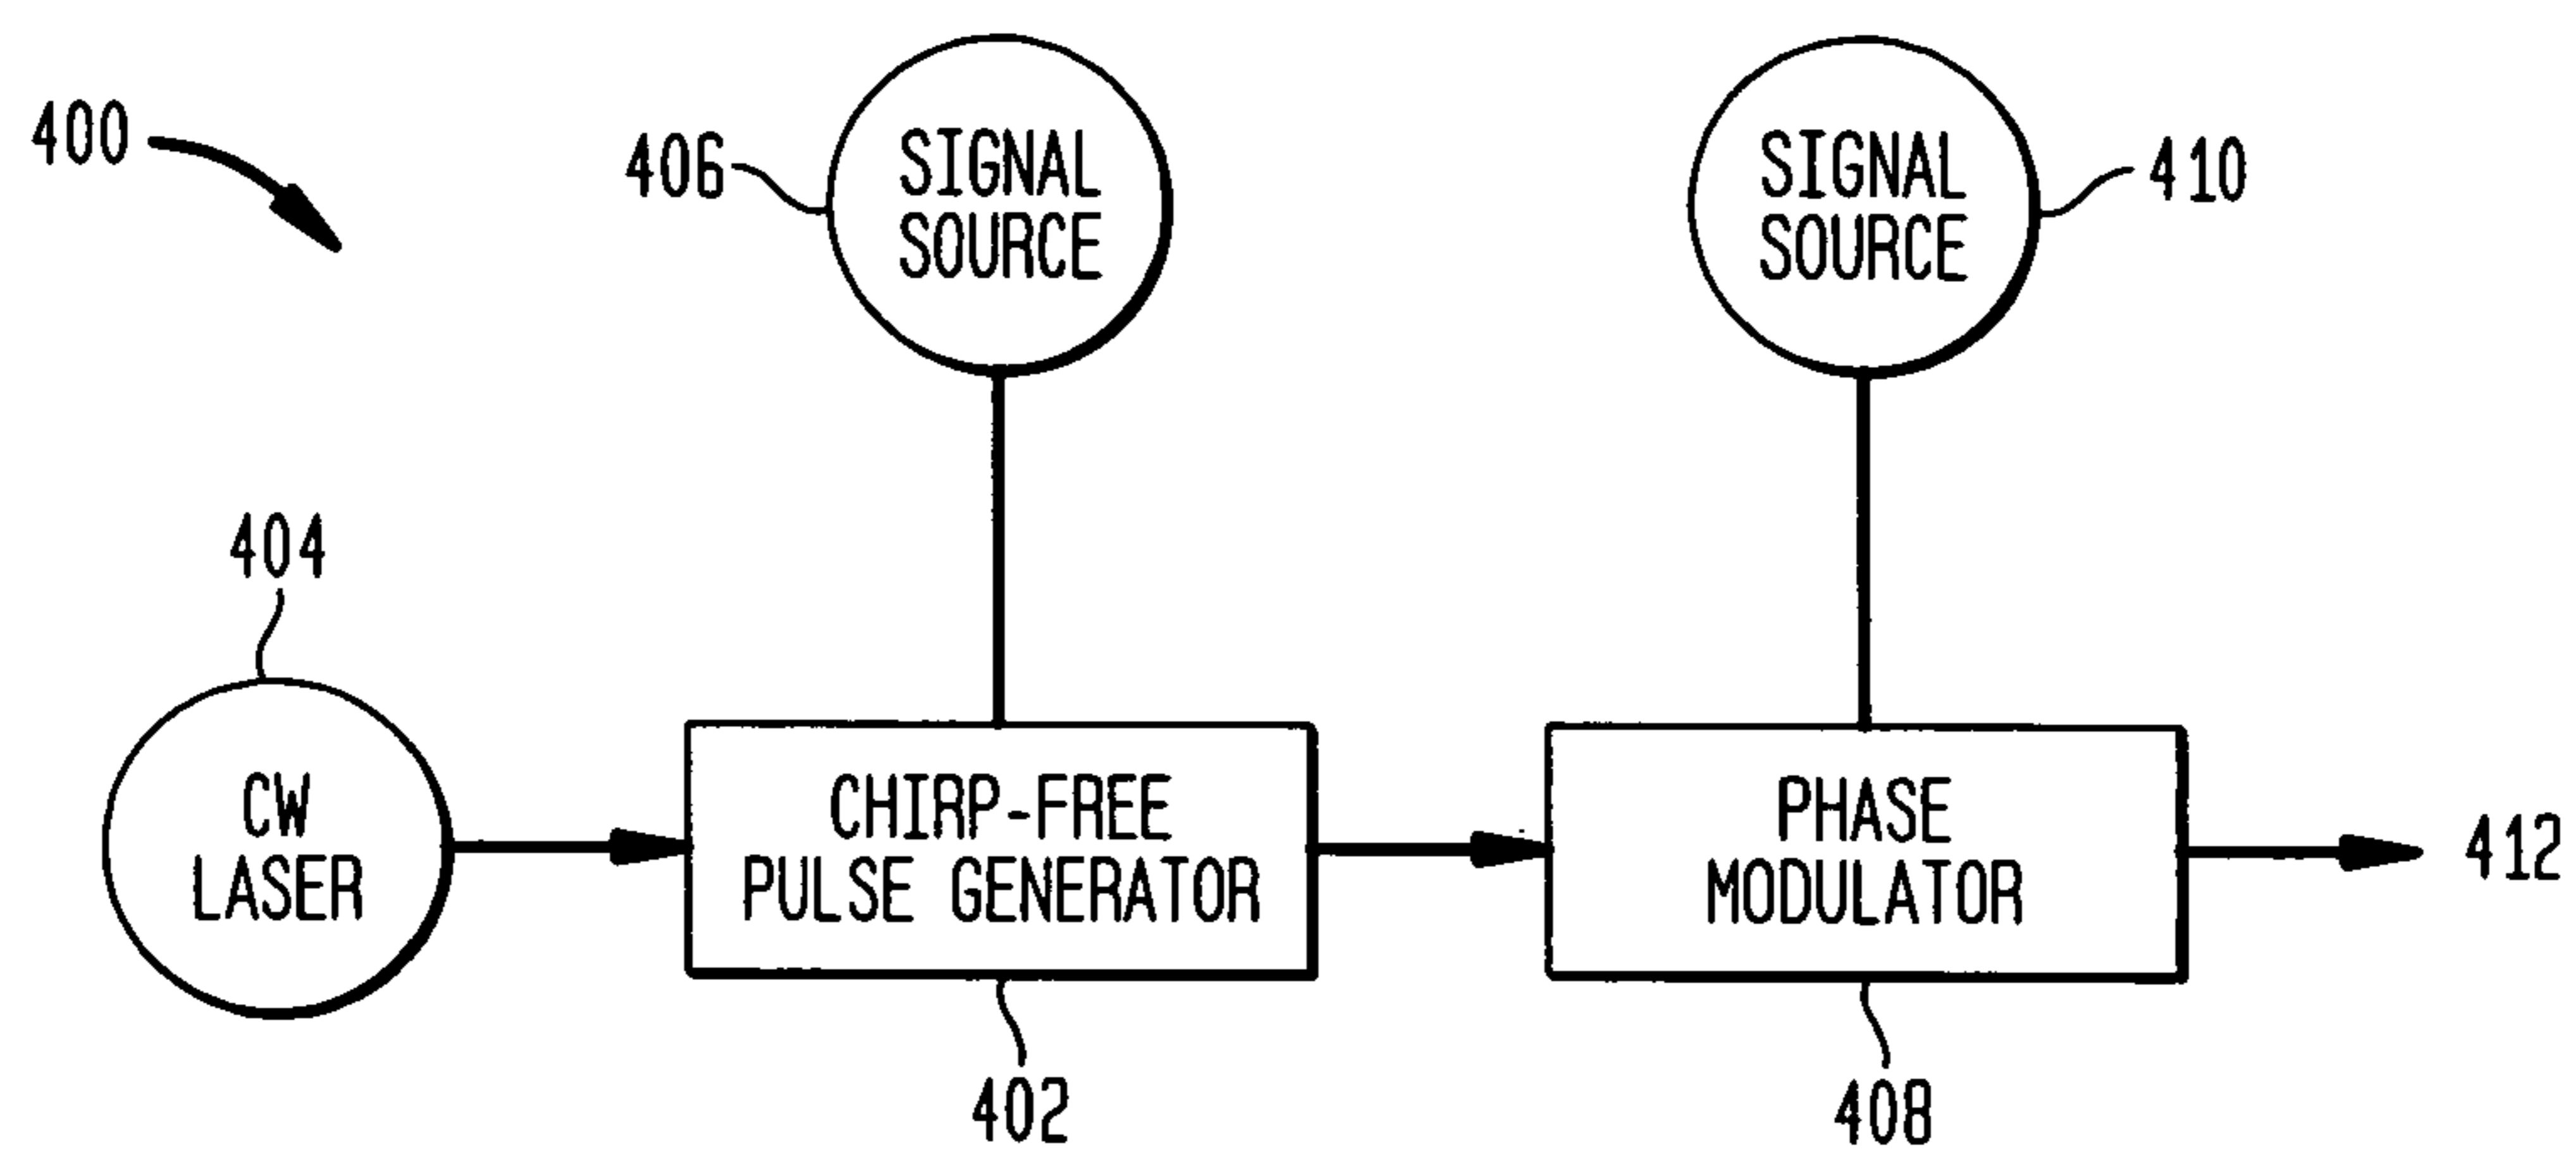 400
406
SIGNAL
SOURCE
SIGNAL
SOURCE
410
404
CW
LASER
CHIRP-FREE
PULSE GENERATOR
PHASE
MODULATOR
412
402
408